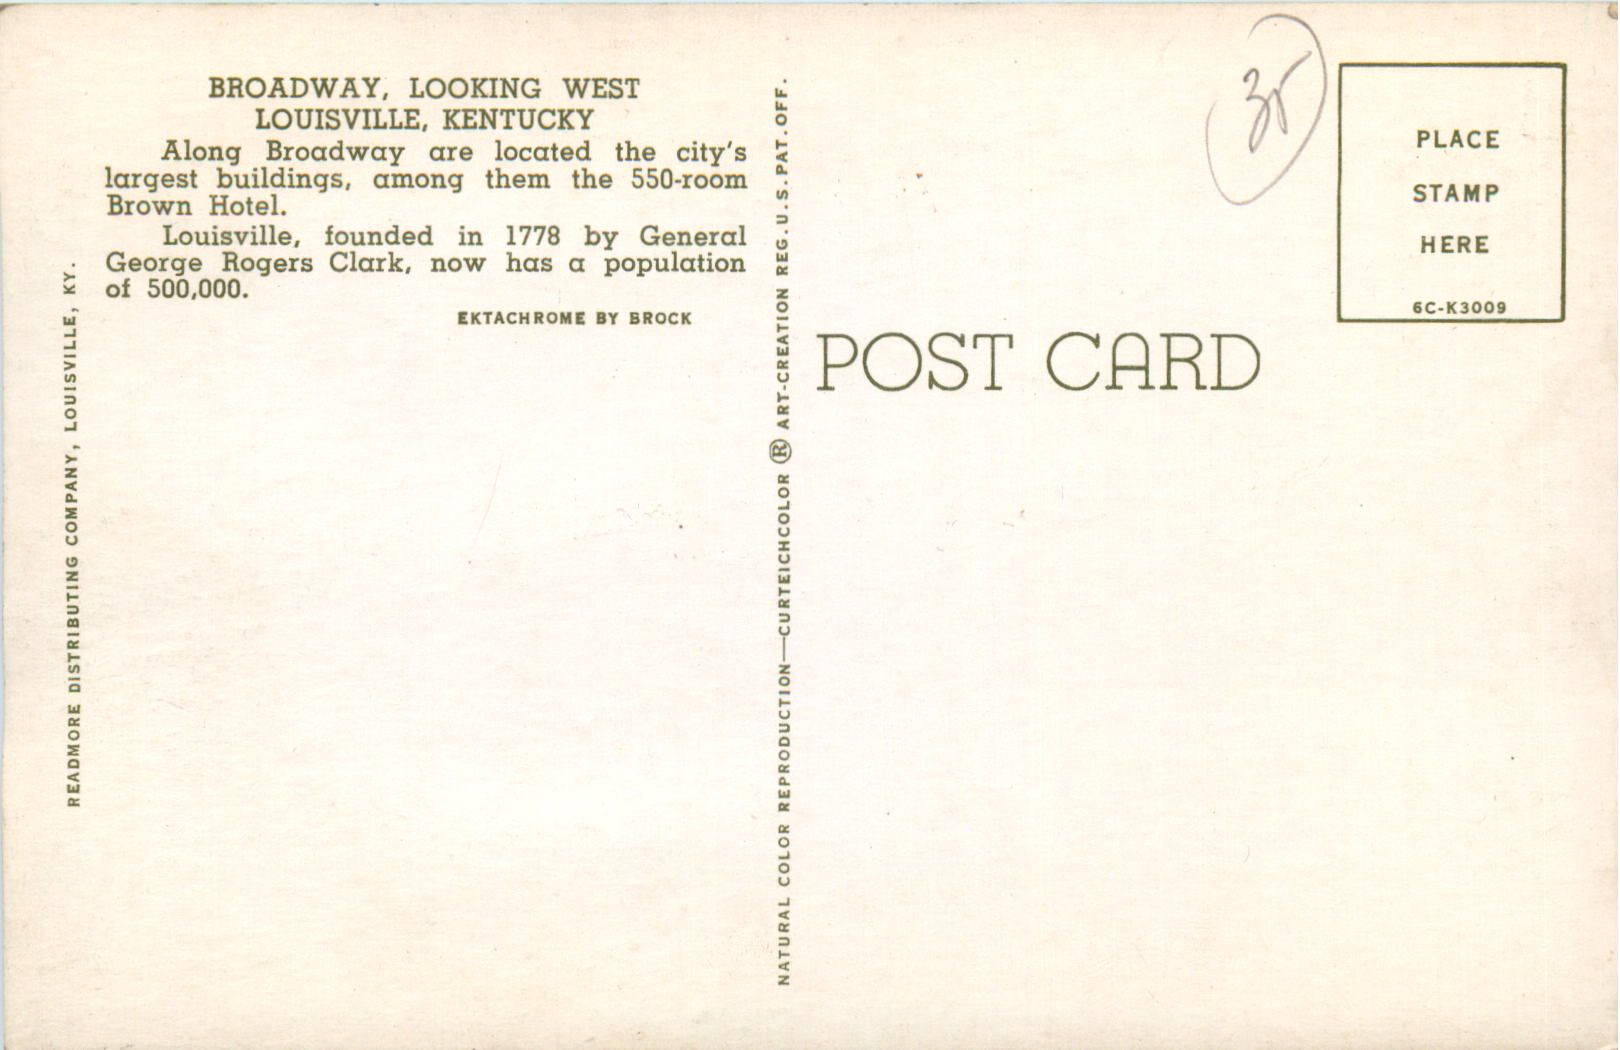 BROADWAY, LOOKING WEST
LOUISVILLE, KENTUCKY
Along Broadway are located the city's
largest buildings, among them the 550-room
Brown Hotel.
Louisville, founded in 1778 by General
George Rogers Clark, now has a population
of 500,000.
EKTACHROME BY BROCK
READMORE DISTRIBUTING COMPANY, LOUISVILLE, KY.
NATURAL COLOR REPRODUCTION—CURTEICHCOLOR ® ART-CREATION REG. U.S. PAT. OFF.
POST CARD
35
PLACE
STAMP
HERE
6C-K3009